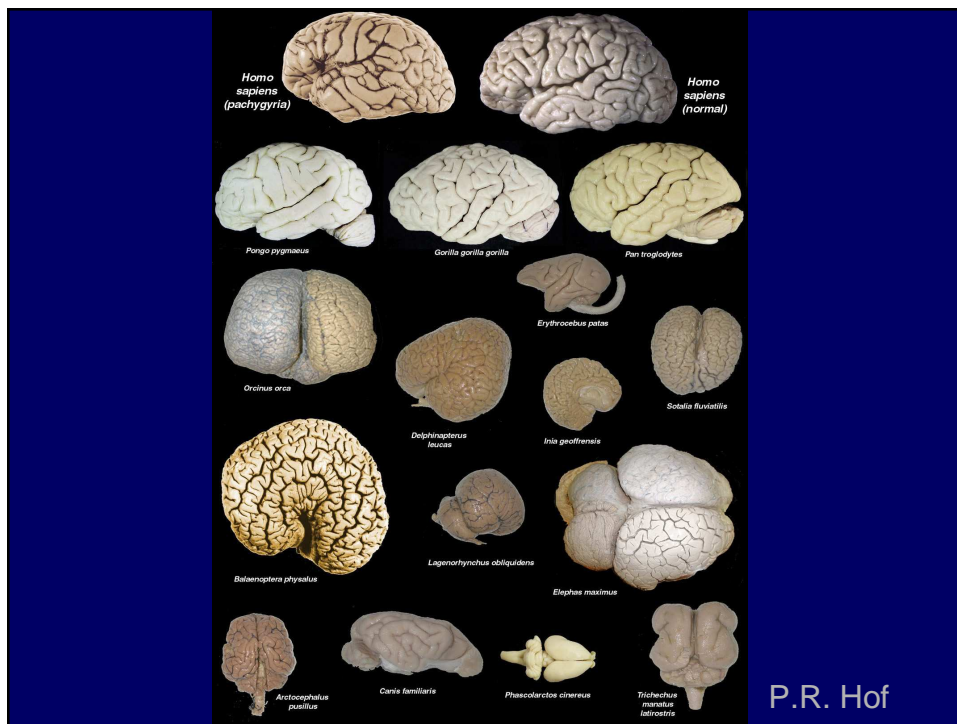 Homo
sapiens
(pachygyria)
Homo
sapiens
(normal)
Pongo pygmaeus
Gorilla gorilla gorilla
Pan troglodytes
Erythrocebus patas
Orcinus orca
Sotalia fluviatilis
Delphinapterus
leucas
Inia geoffrensis
Lagenorhynchus obliquidens
Balaenoptera physalus
Elephas maximus
Arctocephalus
pusillus
Canis familiaris
Phascolarctos cinereus
Trichechus
manatus
latirostris
P.R. Hof